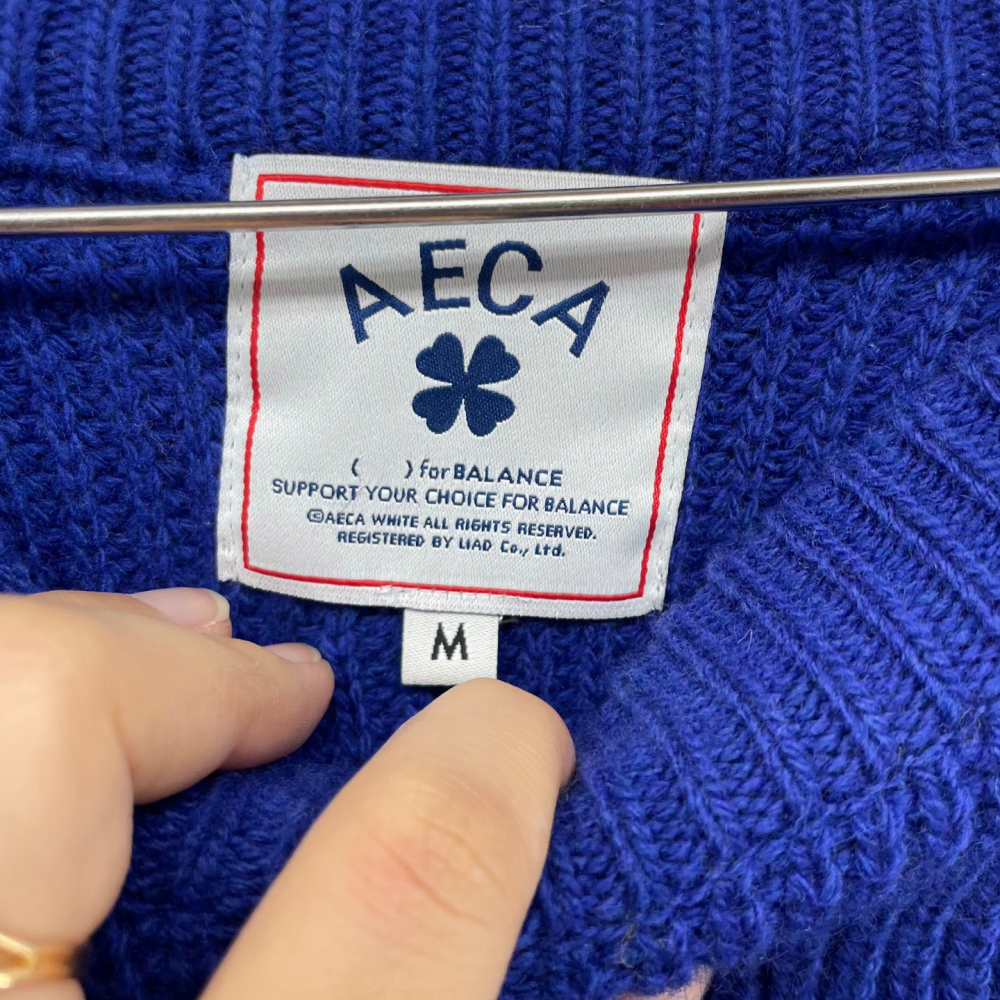 AECA
( ) for BALANCE
SUPPORT YOUR CHOICE FOR BALANCE
©AECA WHITE ALL RIGHTS RESERVED.
REGISTERED BY LIAD Co., Ltd.
M